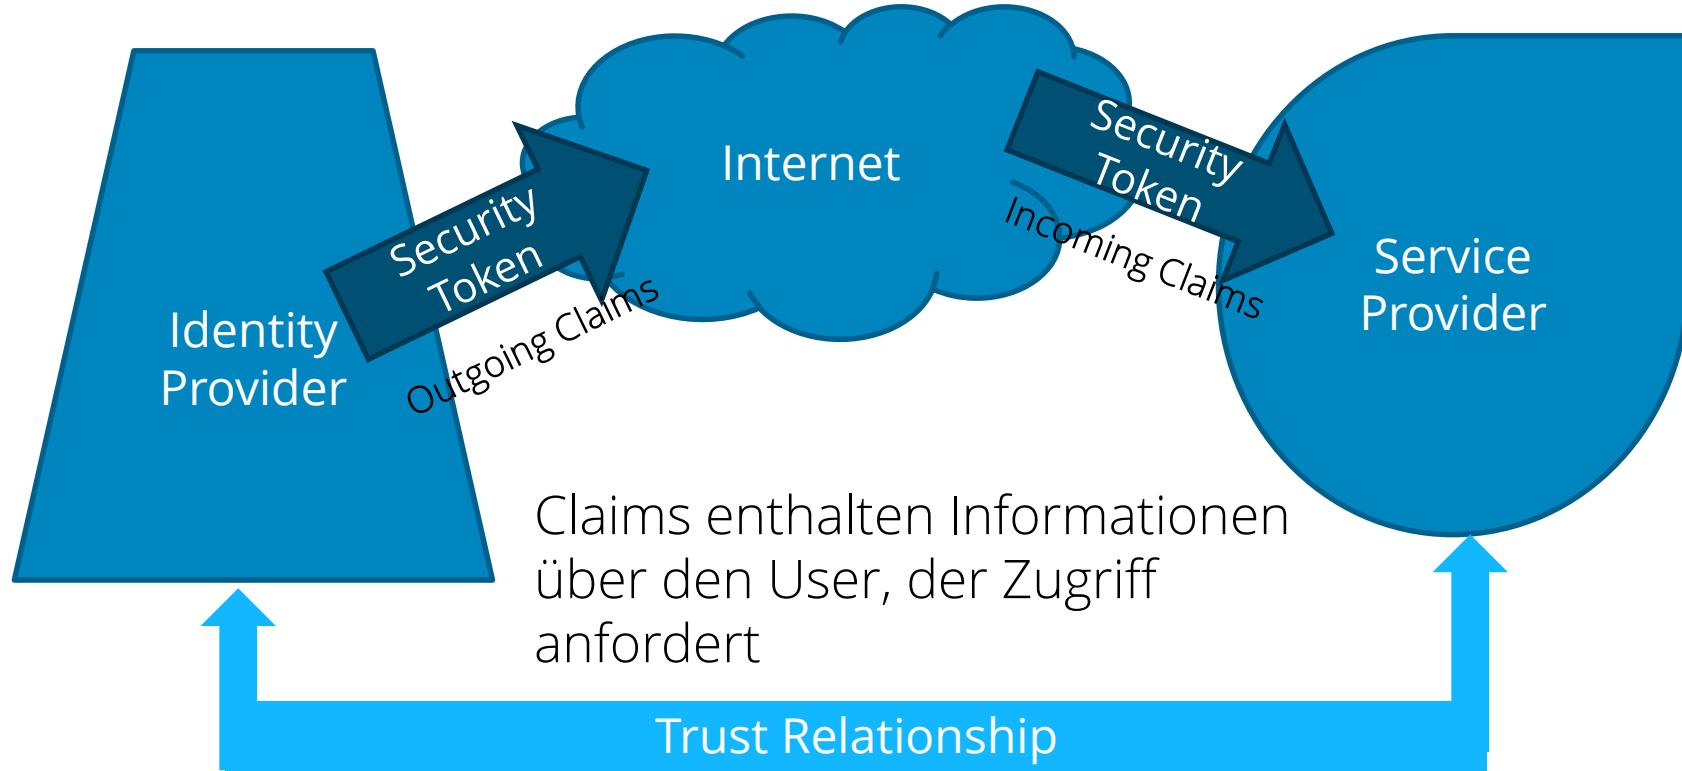 Identity
Provider
Security
Token
Outgoing Claims
Internet
Security
Token
Incoming Claims
Service
Provider
Claims enthalten Informationen
über den User, der Zugriff
anfordert
Trust Relationship